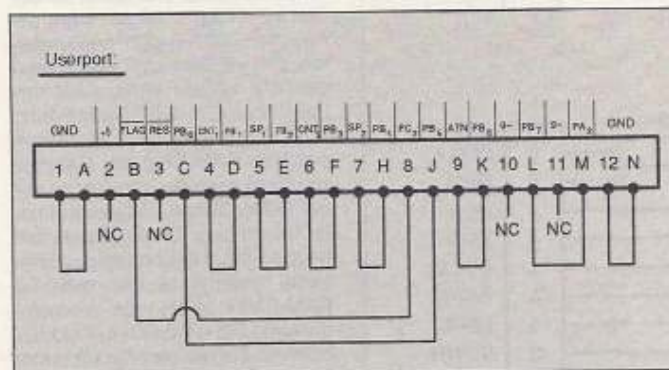 Userport:
GND +5 FLAG RES PB₀ CNT₁ PB₁ SP₁ PB₂ CNT₂ PB₃ SP₂ PB₄ PC₂ PB₅ ATN PB₆ 9~ PB₇ 9~ PA₂ GND
1 A 2 B 3 C 4 D 5 E 6 F 7 H 8 J 9 K 10 L 11 M 12 N
NC NC NC NC